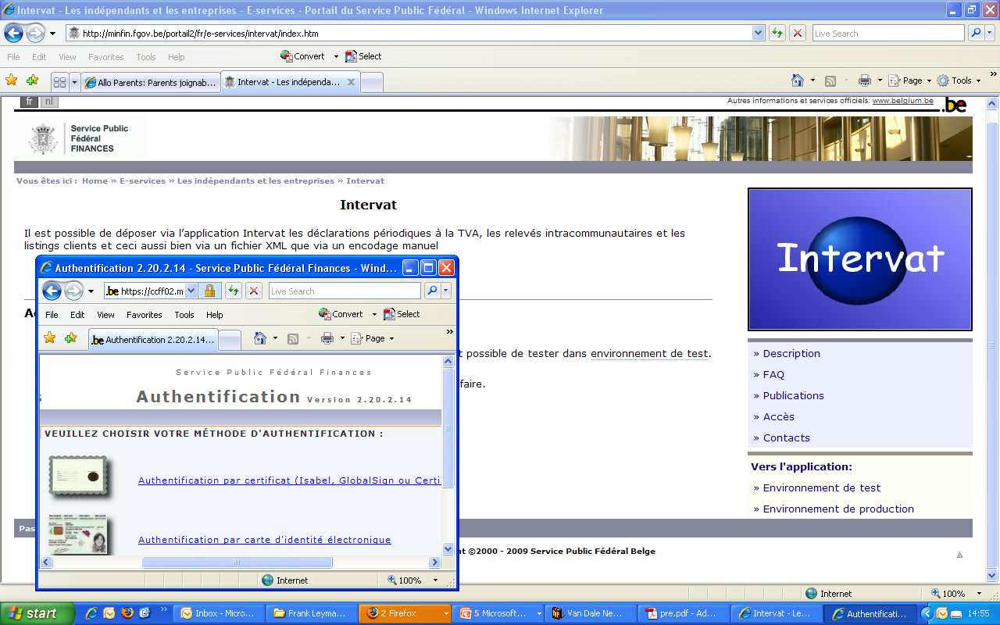 Intervat - Les indépendants et les entreprises - E-services - Portail du Service Public Fédéral - Windows Internet Explorer
http://minfin.fgov.be/portail2/fr/e-services/intervat/index.htm
Live Search
File Edit View Favorites Tools Help Convert Select
Allo Parents: Parents joignab... Intervat - Les indépenda... Page Tools »
fr nl
Autres informations et services officiels: www.belgium.be .be
Service Public
Fédéral
FINANCES
Vous êtes ici : Home » E-services » Les indépendants et les entreprises » Intervat
Intervat
Il est possible de déposer via l'application Intervat les déclarations périodiques à la TVA, les relevés intracommunautaires et les
listings clients et ceci aussi bien via un fichier XML que via un encodage manuel
Intervat
t possible de tester dans environnement de test.
faire.
» Description
» FAQ
» Publications
» Accès
» Contacts
Vers l'application:
» Environnement de test
» Environnement de production
Pas
nt ©2000 - 2009 Service Public Fédéral Belge
Authentification 2.20.2.14 - Service Public Fédéral Finances - Wind...
.be https://ccff02.m
Live Search
File Edit View Favorites Tools Help Convert Select
.be Authentification 2.20.2.14... Page »
Service Public Fédéral Finances
Authentification Version 2.20.2.14
VEUILLEZ CHOISIR VOTRE MÉTHODE D'AUTHENTIFICATION :
Authentification par certificat (Isabel, GlobalSign ou Certi
Authentification par carte d'identité électronique
Internet 100%
Internet 100%
start » Inbox - Micro... Frank Leyma... 2 Firefox 5 Microsoft... Van Dale Ne... pre.pdf - Ad... Intervat - Le... Authentificati... 14:55